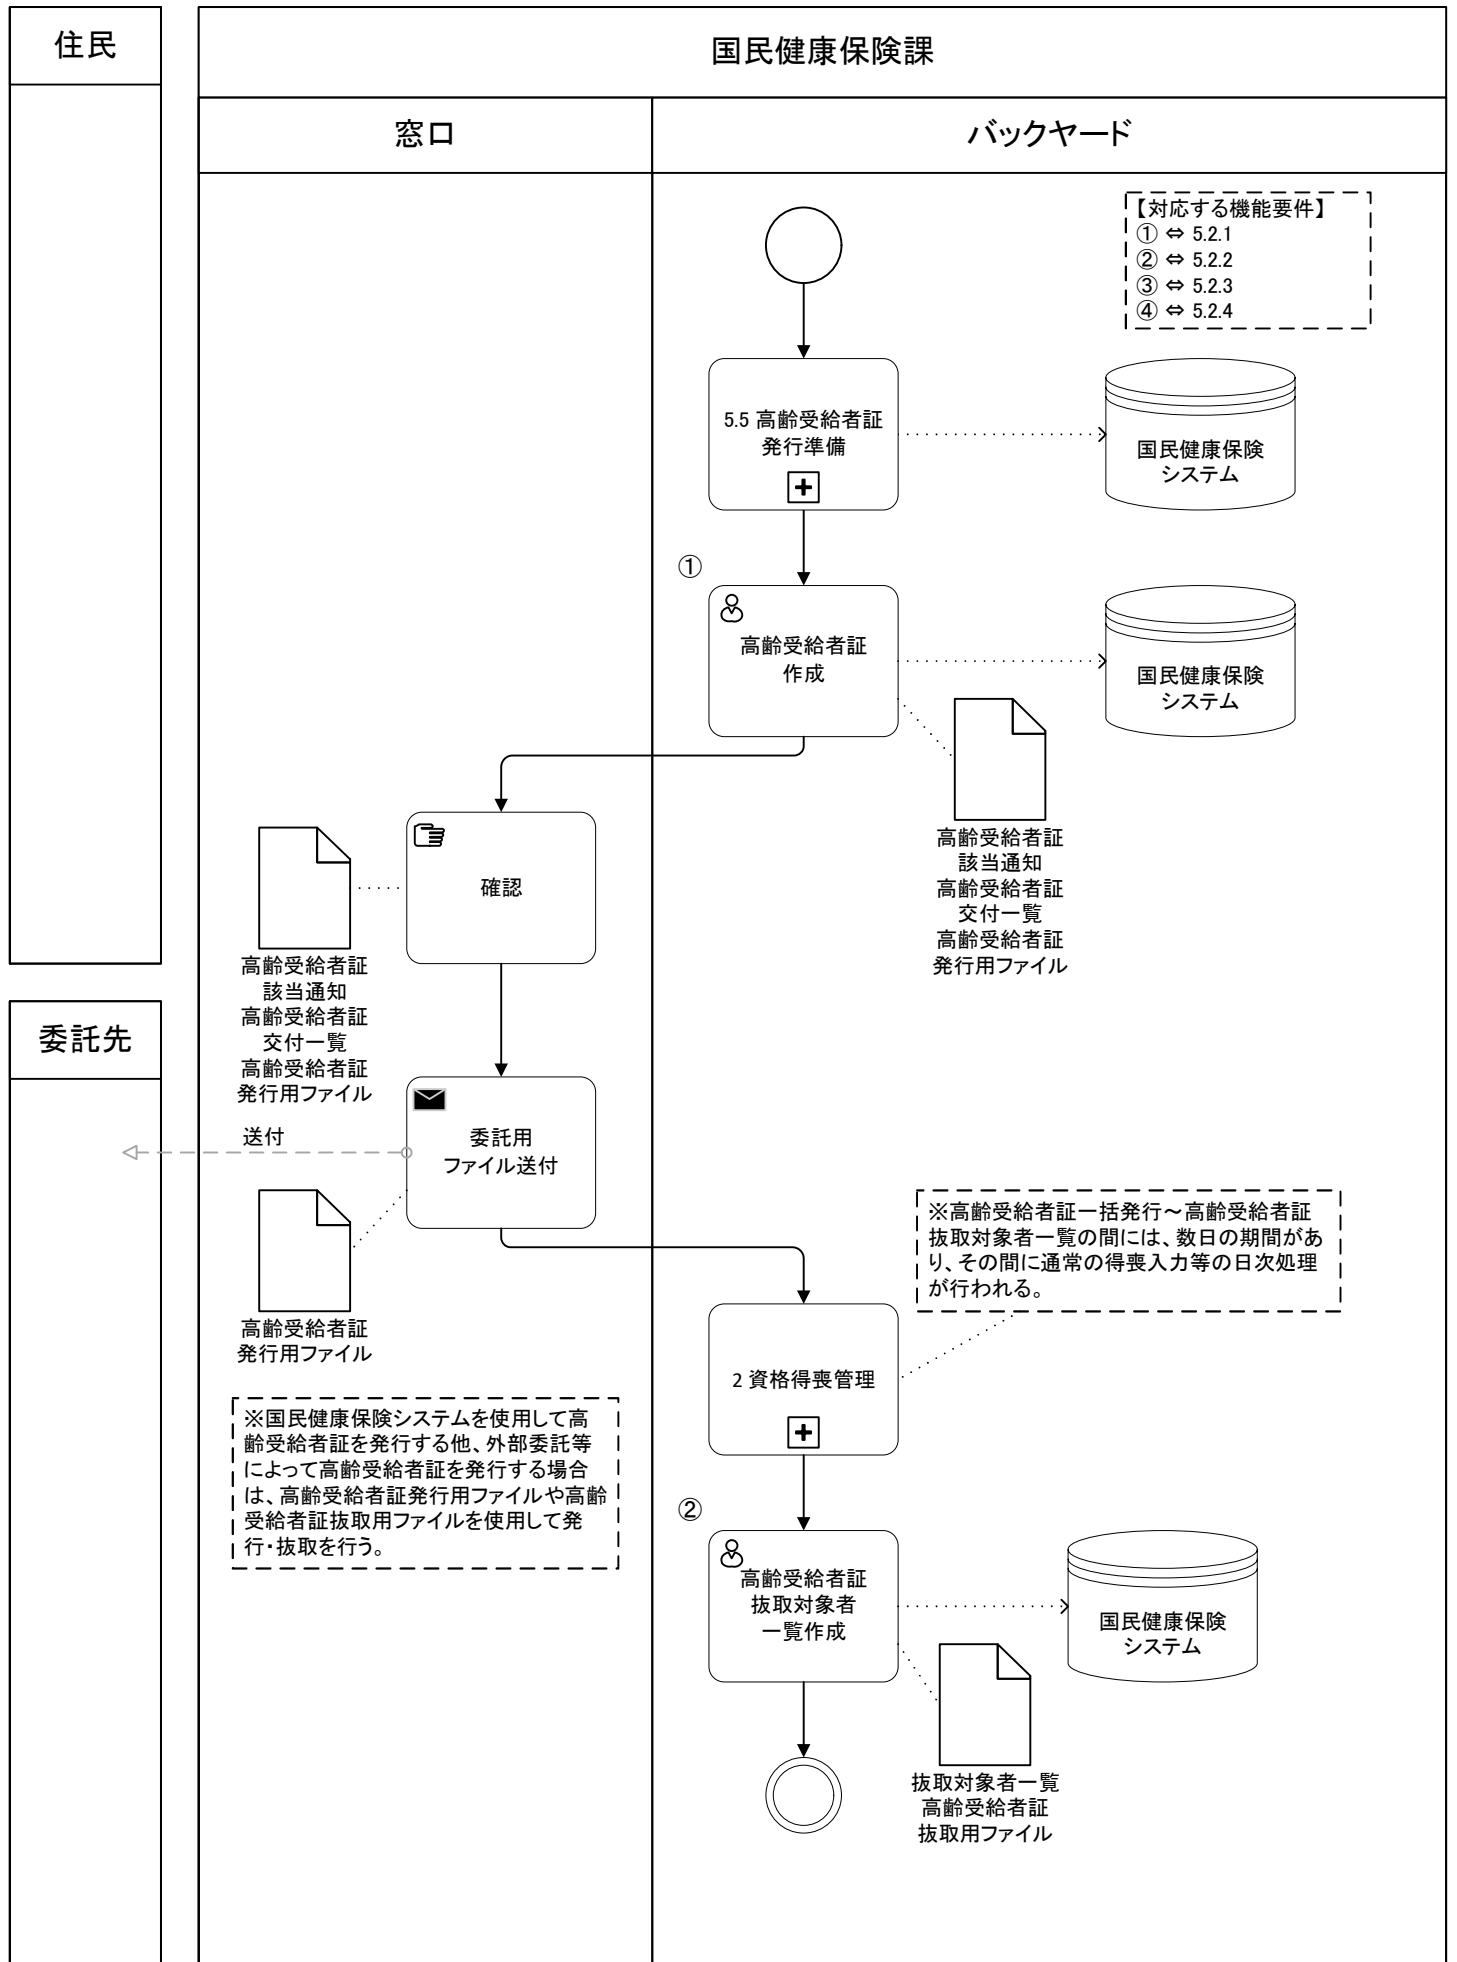 住民
国民健康保険課
窓口
バックヤード
【対応する機能要件】
① ⇔ 5.2.1
② ⇔ 5.2.2
③ ⇔ 5.2.3
④ ⇔ 5.2.4
5.5 高齢受給者証
発行準備
国民健康保険
システム
①
高齢受給者証
作成
国民健康保険
システム
高齢受給者証
該当通知
高齢受給者証
交付一覧
高齢受給者証
発行用ファイル
確認
高齢受給者証
該当通知
高齢受給者証
交付一覧
高齢受給者証
発行用ファイル
委託先
送付
委託用
ファイル送付
高齢受給者証
発行用ファイル
※高齢受給者証一括発行～高齢受給者証
抜取対象者一覧の間には、数日の期間があ
り、その間に通常の得喪入力等の日次処理
が行われる。
2 資格得喪管理
※国民健康保険システムを使用して高
齢受給者証を発行する他、外部委託等
によって高齢受給者証を発行する場合
は、高齢受給者証発行用ファイルや高齢
受給者証抜取用ファイルを使用して発
行・抜取を行う。
②
高齢受給者証
抜取対象者
一覧作成
国民健康保険
システム
抜取対象者一覧
高齢受給者証
抜取用ファイル